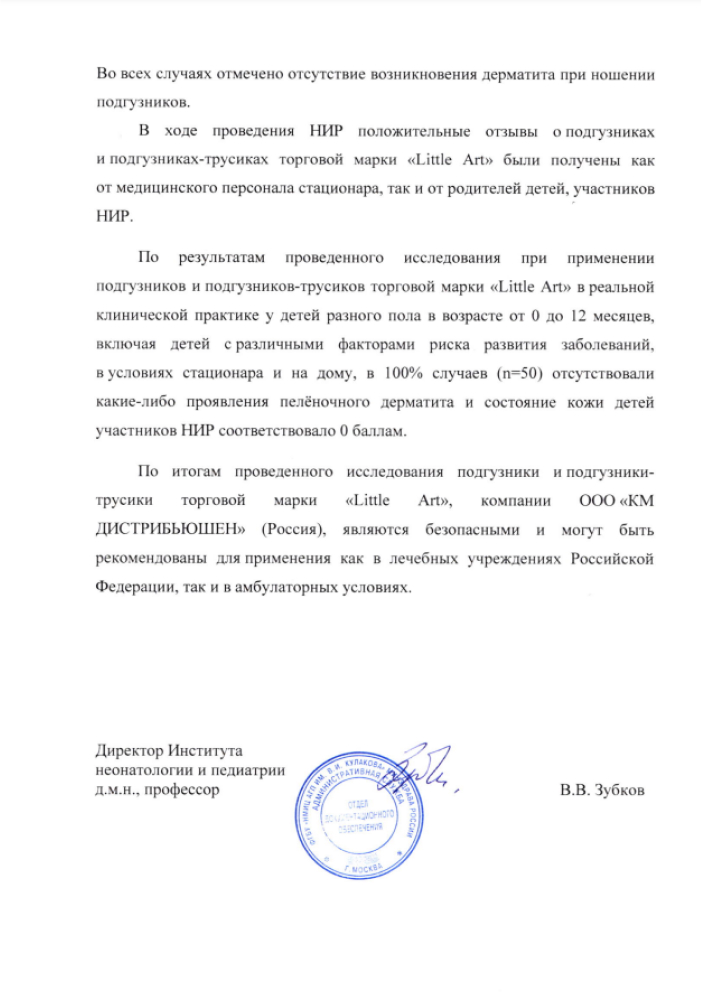 Во всех случаях отмечено отсутствие возникновения дерматита при ношении
подгузников.
В ходе проведения НИР положительные отзывы о подгузниках
и подгузниках-трусиках торговой марки «Little Art» были получены как
от медицинского персонала стационара, так и от родителей детей, участников
НИР.
По результатам проведенного исследования при применении
подгузников и подгузников-трусиков торговой марки «Little Art» в реальной
клинической практике у детей разного пола в возрасте от 0 до 12 месяцев,
включая детей с различными факторами риска развития заболеваний,
в условиях стационара и на дому, в 100% случаев (n=50) отсутствовали
какие-либо проявления пелёночного дерматита и состояние кожи детей
участников НИР соответствовало 0 баллам.
По итогам проведенного исследования подгузники и подгузники-
трусики торговой марки «Little Art», компании ООО «КМ
ДИСТРИБЬЮШЕН» (Россия), являются безопасными и могут быть
рекомендованы для применения как в лечебных учреждениях Российской
Федерации, так и в амбулаторных условиях.
Директор Института
неонатологии и педиатрии
д.м.н., профессор
В.В. Зубков
ФГБУ «НМИЦ АГП ИМ. В.И. КУЛАКОВА» МИНЗДРАВА РОССИИ
АДМИНИСТРАТИВНАЯ СЛУЖБА
ОТДЕЛ
ДОКУМЕНТАЦИОННОГО
ОБЕСПЕЧЕНИЯ
Г. МОСКВА